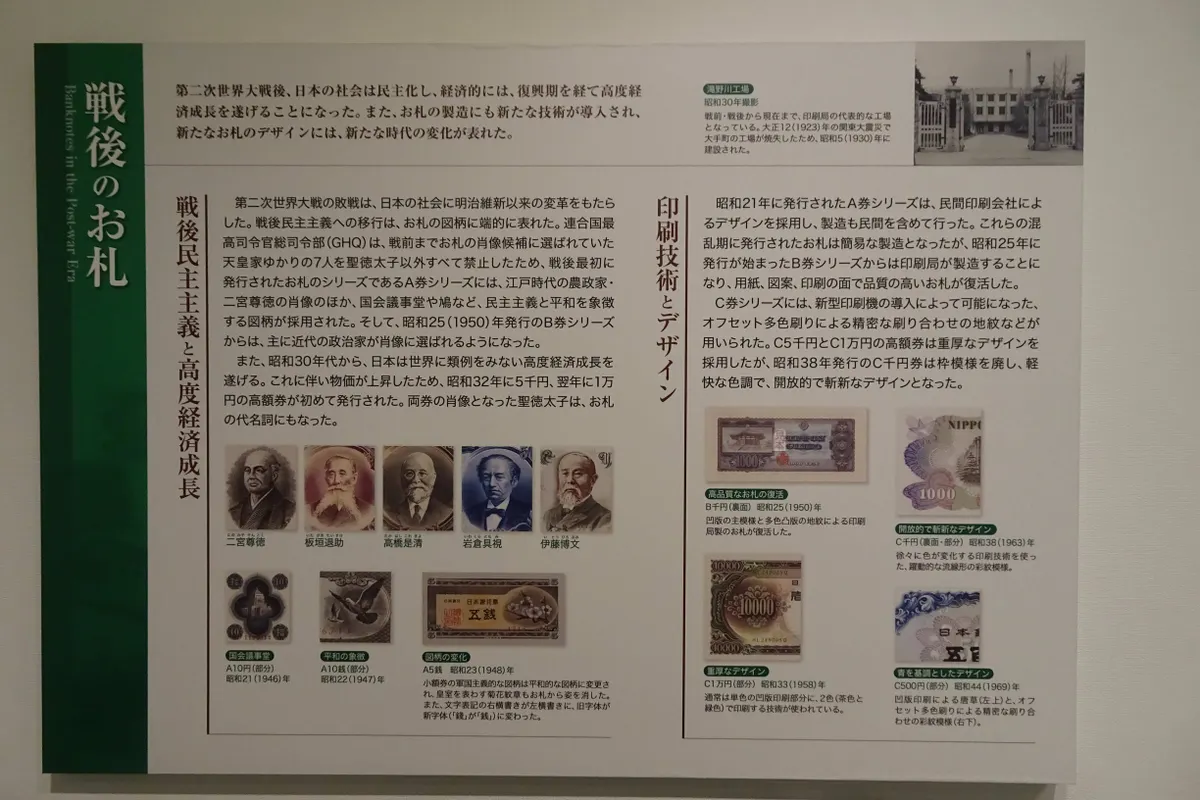 戦後のお札
Banknotes in the Post-war Era
第二次世界大戦後、日本の社会は民主化し、経済的には、復興期を経て高度経
済成長を遂げることになった。また、お札の製造にも新たな技術が導入され、
新たなお札のデザインには、新たな時代の変化が表れた。
滝野川工場
昭和30年撮影
戦前・戦後から現在まで、印刷局の代表的な工場
となっている。大正12(1923)年の関東大震災で
大手町の工場が焼失したため、昭和5(1930)年に
建設された。
戦後民主主義と高度経済成長
第二次世界大戦の敗戦は、日本の社会に明治維新以来の変革をもたら
した。戦後民主主義への移行は、お札の図柄に端的に表れた。連合国最
高司令官総司令部(GHQ)は、戦前までお札の肖像候補に選ばれていた
天皇家ゆかりの7人を聖徳太子以外すべて禁止したため、戦後最初に
発行されたお札のシリーズであるA券シリーズには、江戸時代の農政家・
二宮尊徳の肖像のほか、国会議事堂や鳩など、民主主義と平和を象徴
する図柄が採用された。そして、昭和25(1950)年発行のB券シリーズ
からは、主に近代の政治家が肖像に選ばれるようになった。
また、昭和30年代から、日本は世界に類例をみない高度経済成長を
遂げる。これに伴い物価が上昇したため、昭和32年に5千円、翌年に1万
円の高額券が初めて発行された。両券の肖像となった聖徳太子は、お札
の代名詞にもなった。
二宮尊徳
板垣退助
高橋是清
岩倉具視
伊藤博文
国会議事堂
A10円(部分)
昭和21(1946)年
平和の象徴
A10銭(部分)
昭和22(1947)年
日本銀行券
五銭
図柄の変化
A5銭 昭和23(1948)年
小額券の軍国主義的な図柄は平和的な図柄に変更さ
れ、皇室を表わす菊花紋章もお札から姿を消した。
また、文字表記の右横書きが左横書きに、旧字体が
新字体(「錢」が「銭」)に変わった。
印刷技術とデザイン
昭和21年に発行されたA券シリーズは、民間印刷会社によ
るデザインを採用し、製造も民間を含めて行った。これらの混
乱期に発行されたお札は簡易な製造となったが、昭和25年に
発行が始まったB券シリーズからは印刷局が製造することに
なり、用紙、図案、印刷の面で品質の高いお札が復活した。
C券シリーズには、新型印刷機の導入によって可能になった、
オフセット多色刷りによる精密な刷り合わせの地紋などが
用いられた。C5千円とC1万円の高額券は重厚なデザインを
採用したが、昭和38年発行のC千円券は枠模様を廃し、軽
快な色調で、開放的で斬新なデザインとなった。
高品質なお札の復活
B千円(裏面) 昭和25(1950)年
凹版の主模様と多色凸版の地紋による印刷
局製のお札が復活した。
NIPPO
1000
開放的で斬新なデザイン
C千円(裏面・部分) 昭和38(1963)年
徐々に色が変化する印刷技術を使っ
た、躍動的な流線形の彩紋模様。
10000
10000
10000
重厚なデザイン
C1万円(部分) 昭和33(1958)年
通常は単色の凹版印刷部分に、2色(茶色と
緑色)で印刷する技術が使われている。
日本
五百
青を基調としたデザイン
C500円(部分) 昭和44(1969)年
凹版印刷による唐草(左上)と、オフ
セット多色刷りによる精密な刷り合
わせの彩紋模様(右下)。